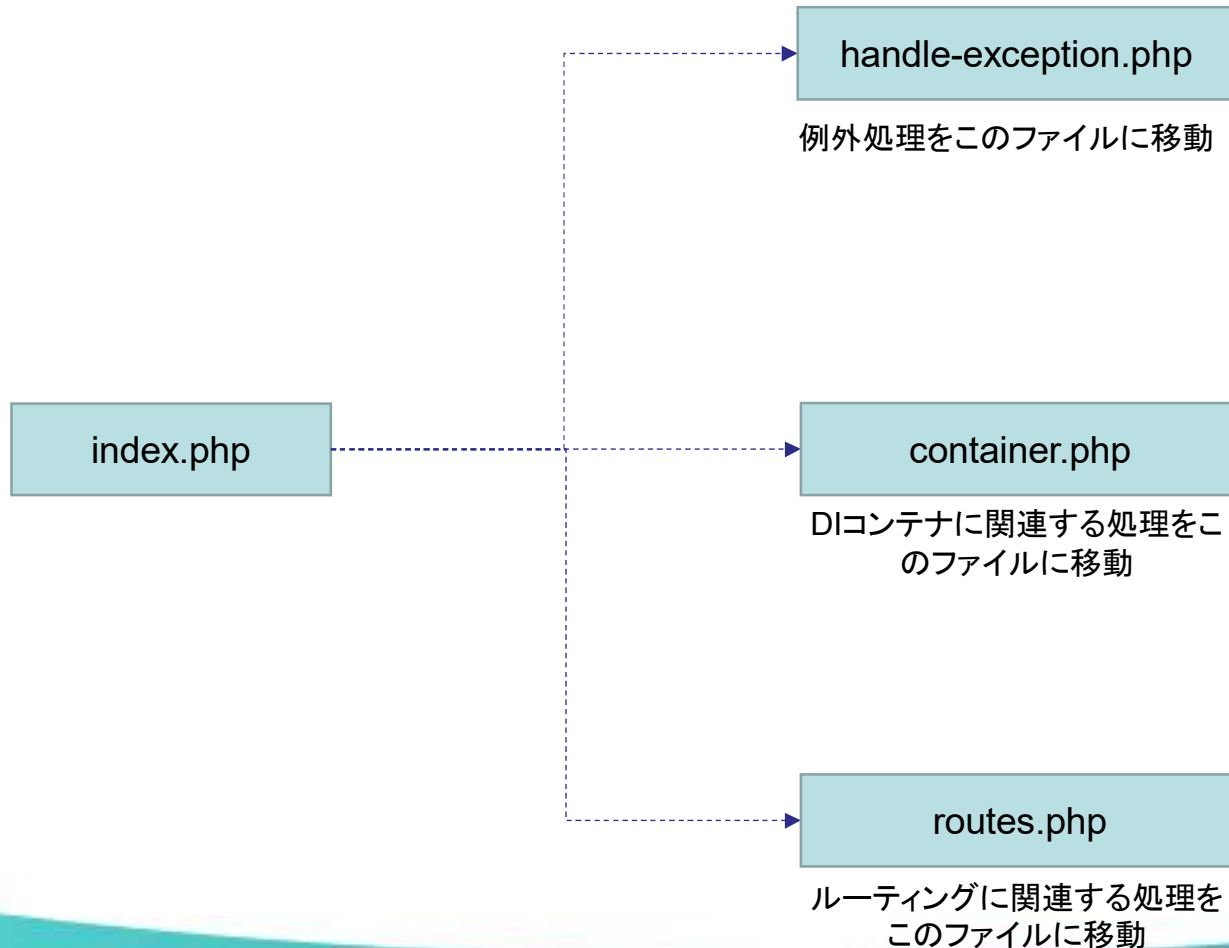 handle-exception.php
例外処理をこのファイルに移動
index.php
container.php
DIコンテナに関連する処理をこ
のファイルに移動
routes.php
ルーティングに関連する処理を
このファイルに移動